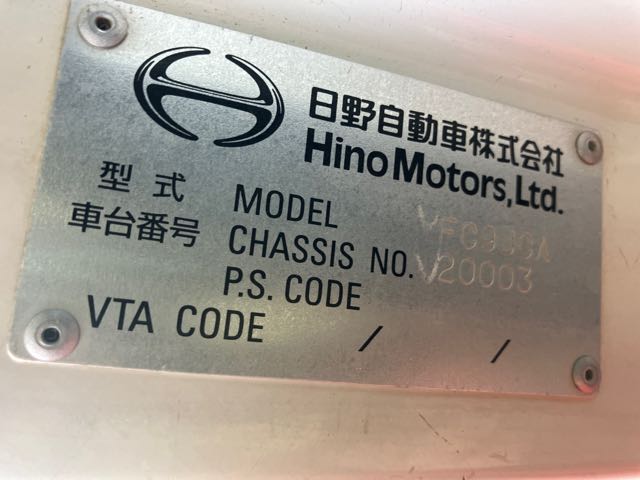 日野自動車株式会社
Hino Motors, Ltd.
型式 MODEL
車台番号 CHASSIS NO. V20003
P.S. CODE
VTA CODE / /